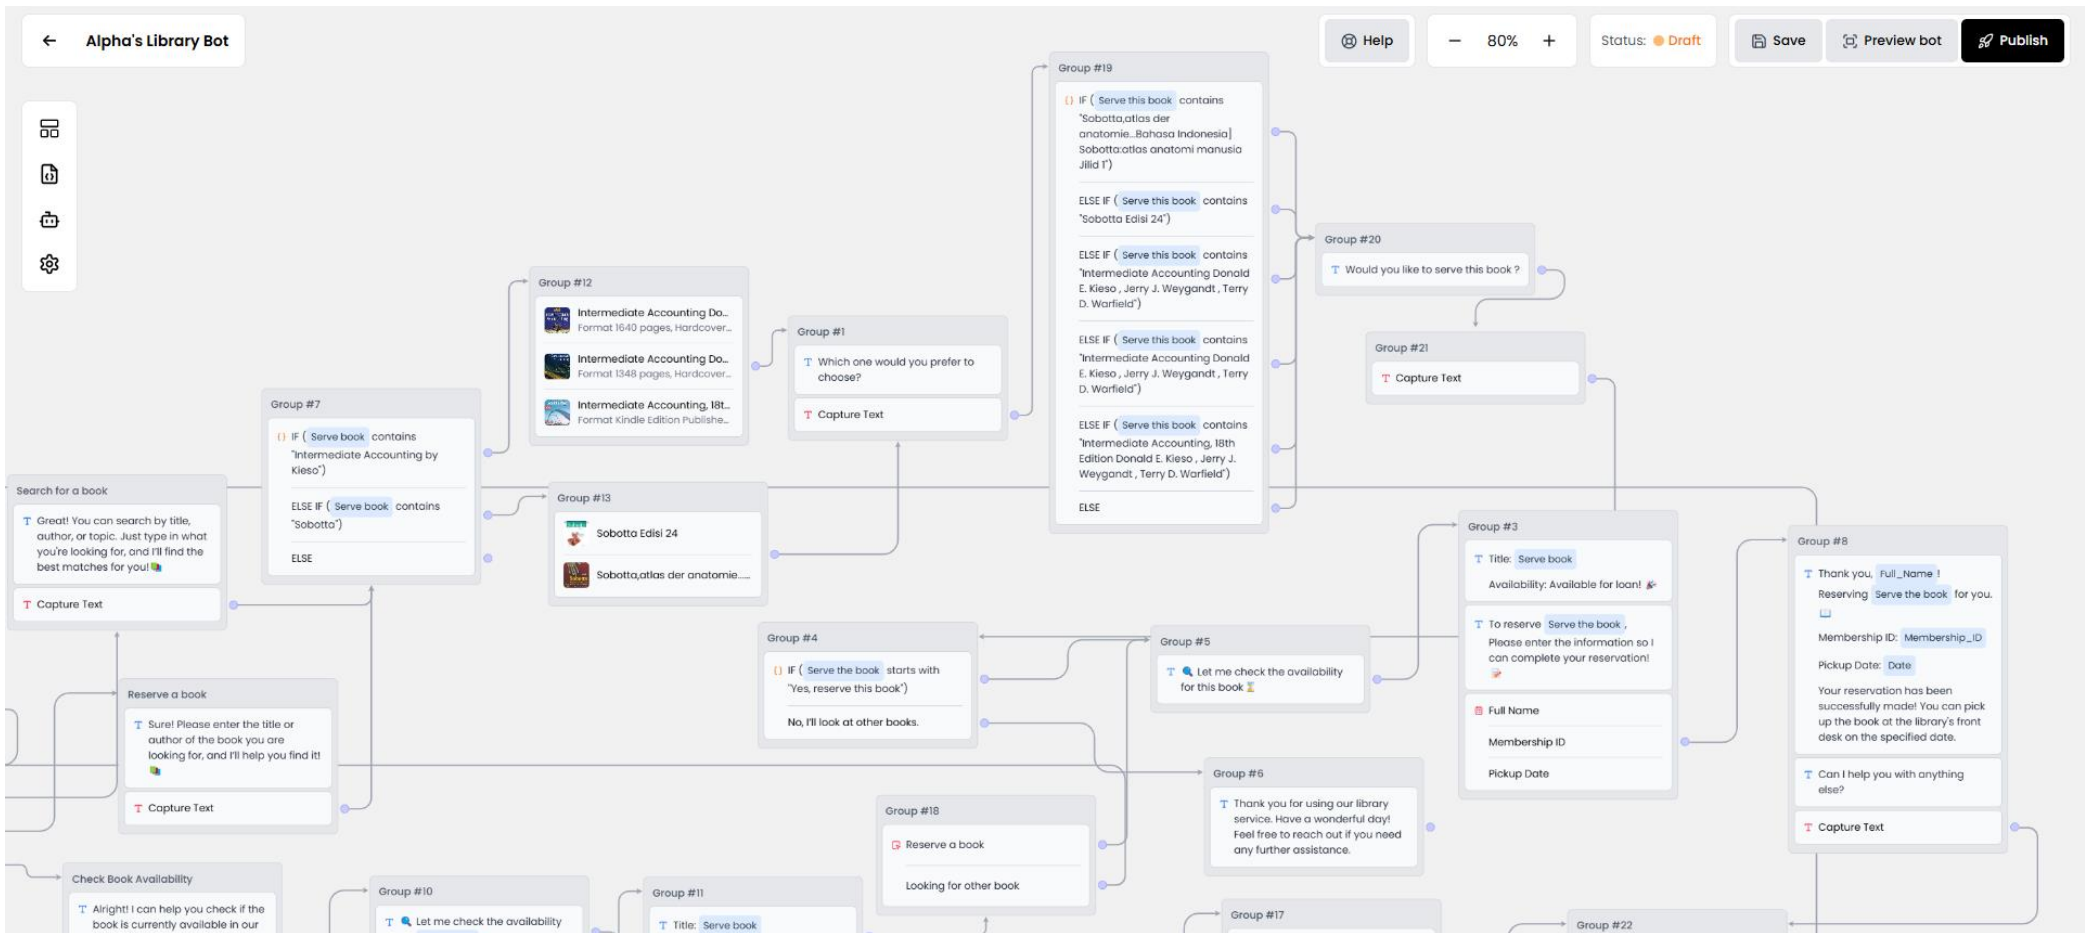 Alpha's Library Bot
Help
80%
Status: Draft
Save
Preview bot
Publish
Group #19
IF ( Serve this book contains
"Sobotta,atlas der
anatomie...Bahasa Indonesia|
Sobotta:atlas anatomi manusia
Jilid 1")
ELSE IF ( Serve this book contains
"Sobotta Edisi 24")
ELSE IF ( Serve this book contains
"Intermediate Accounting Donald
E. Kieso , Jerry J. Weygandt , Terry
D. Warfield")
ELSE IF ( Serve this book contains
"Intermediate Accounting Donald
E. Kieso , Jerry J. Weygandt , Terry
D. Warfield")
ELSE IF ( Serve this book contains
"Intermediate Accounting, 18th
Edition Donald E. Kieso , Jerry J.
Weygandt , Terry D. Warfield")
ELSE
Group #20
Would you like to serve this book ?
Group #21
Capture Text
Group #12
Intermediate Accounting Do...
Format 1640 pages, Hardcover...
Intermediate Accounting Do...
Format 1348 pages, Hardcover...
Intermediate Accounting, 18t...
Format Kindle Edition Publishe...
Group #1
Which one would you prefer to
choose?
Capture Text
Group #7
IF ( Serve book contains
"Intermediate Accounting by
Kieso")
ELSE IF ( Serve book contains
"Sobotta")
ELSE
Group #13
Sobotta Edisi 24
Sobotta,atlas der anatomie......
Search for a book
Great! You can search by title,
author, or topic. Just type in what
you're looking for, and I'll find the
best matches for you!
Capture Text
Reserve a book
Sure! Please enter the title or
author of the book you are
looking for, and I'll help you find it!
Capture Text
Group #4
IF ( Serve the book starts with
"Yes, reserve this book")
No, I'll look at other books.
Group #5
Let me check the availability
for this book
Group #3
Title: Serve book
Availability: Available for loan!
To reserve Serve the book ,
Please enter the information so I
can complete your reservation!
Full Name
Membership ID
Pickup Date
Group #8
Thank you, Full_Name !
Reserving Serve the book for you.
Membership ID: Membership_ID
Pickup Date: Date
Your reservation has been
successfully made! You can pick
up the book at the library's front
desk on the specified date.
Can I help you with anything
else?
Capture Text
Group #6
Thank you for using our library
service. Have a wonderful day!
Feel free to reach out if you need
any further assistance.
Group #18
Reserve a book
Looking for other book
Check Book Availability
Alright! I can help you check if the
book is currently available in our
Group #10
Let me check the availability
Group #11
Title: Serve book
Group #17
Group #22